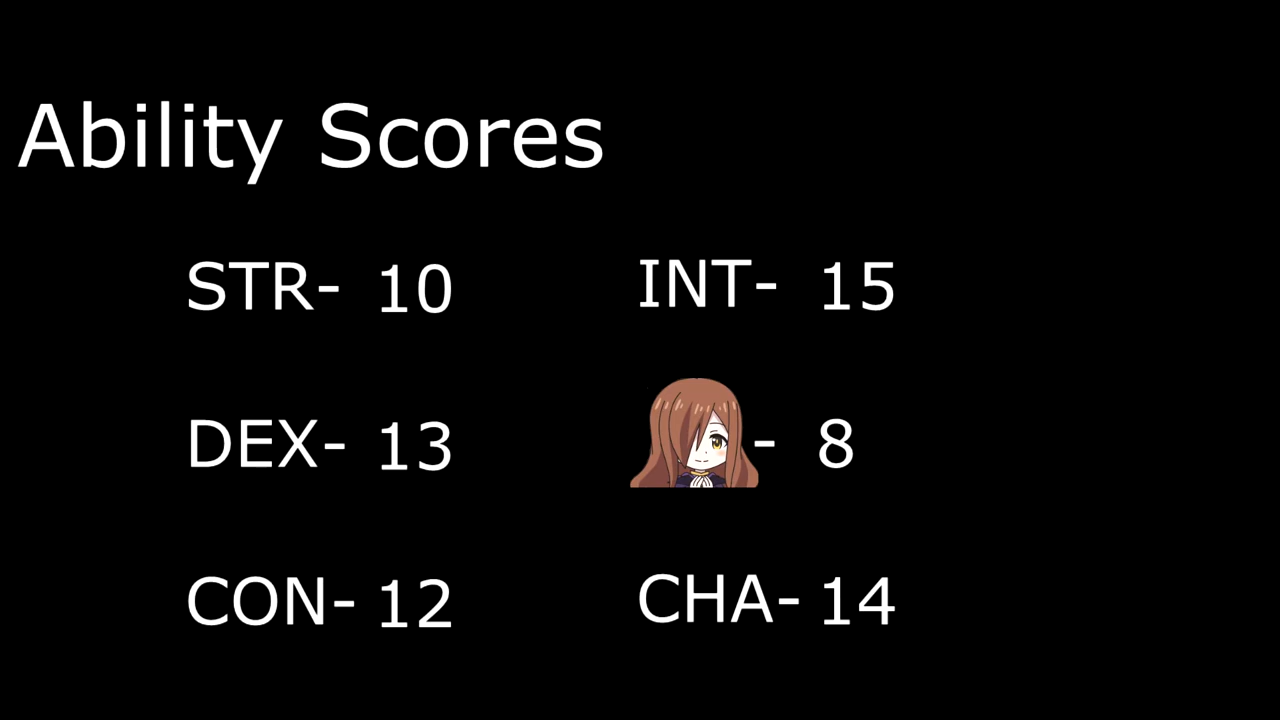 Ability Scores
STR- 10
INT- 15
DEX- 13
- 8
CON- 12
CHA- 14